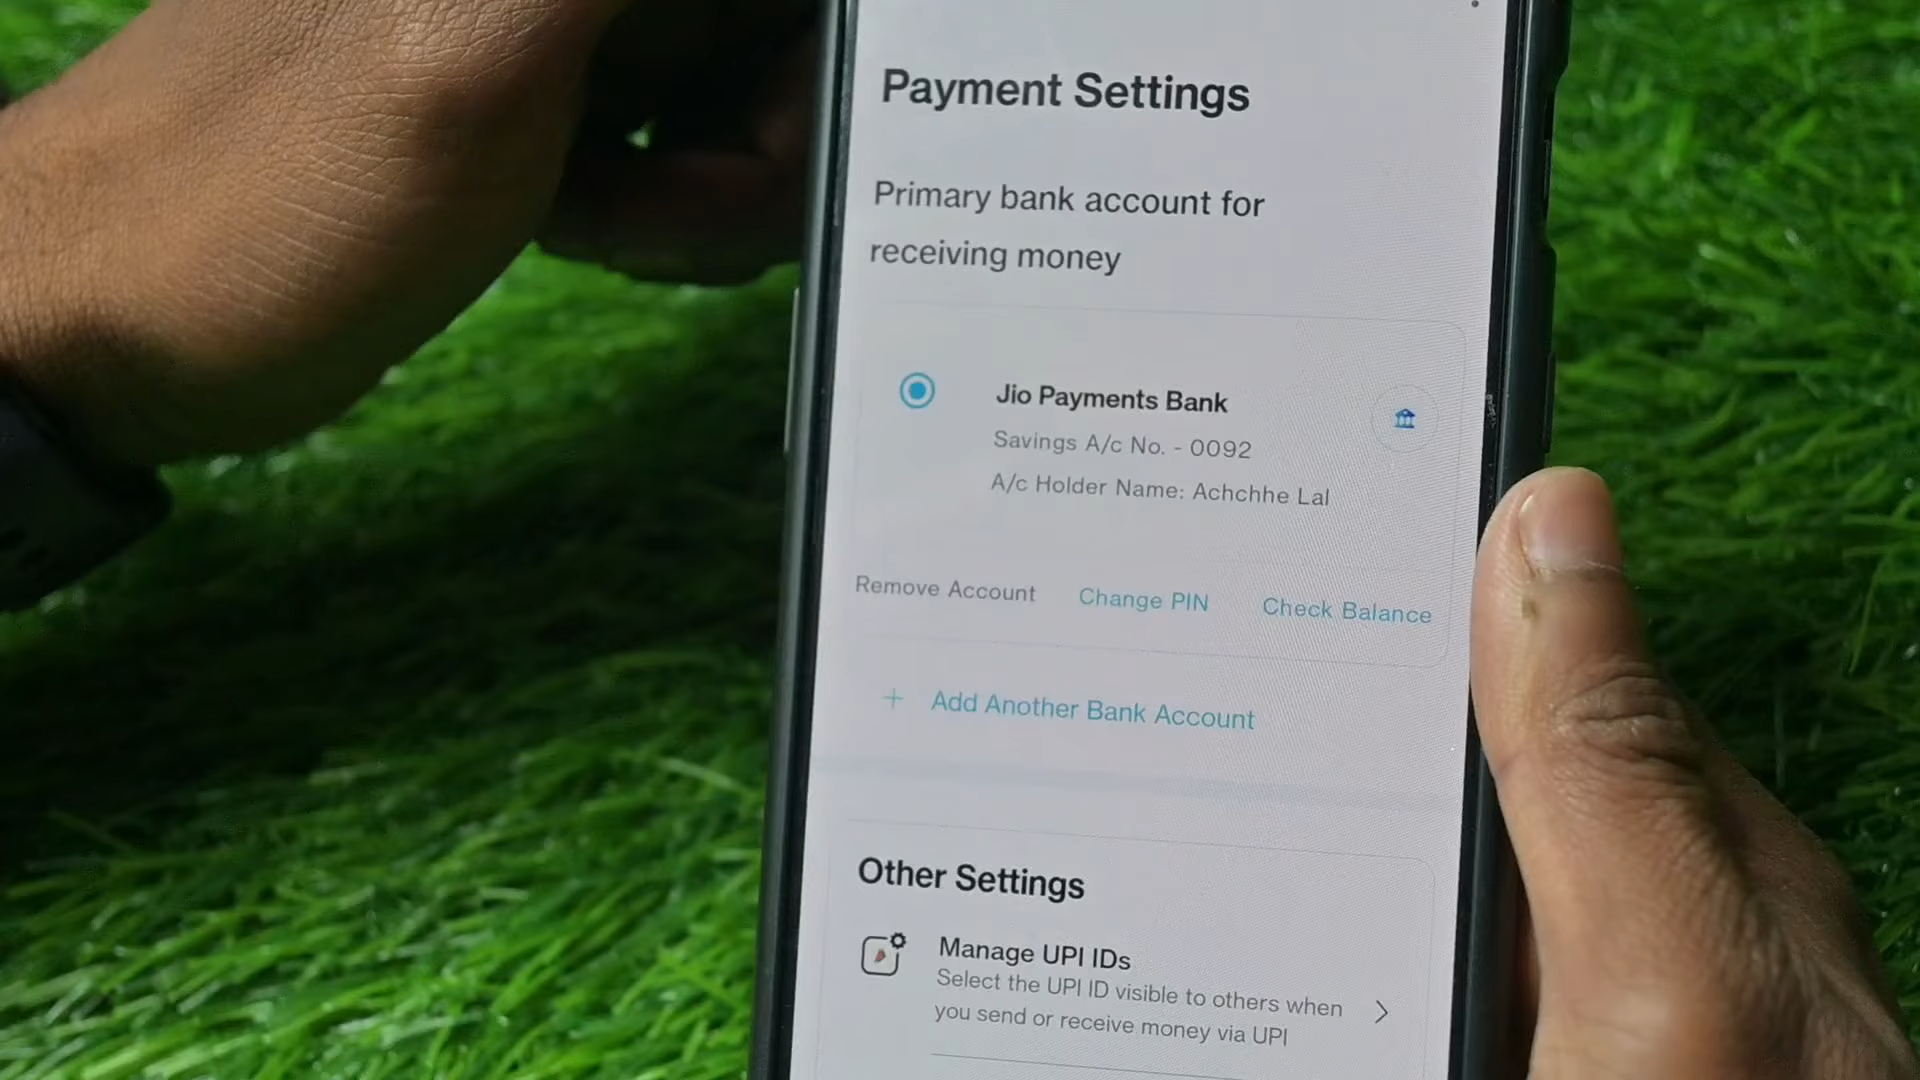 Payment Settings
Primary bank account for
receiving money
Jio Payments Bank
Savings A/c No. - 0092
A/c Holder Name: Achchhe Lal
Remove Account Change PIN Check Balance
+ Add Another Bank Account
Other Settings
Manage UPI IDs
Select the UPI ID visible to others when
you send or receive money via UPI